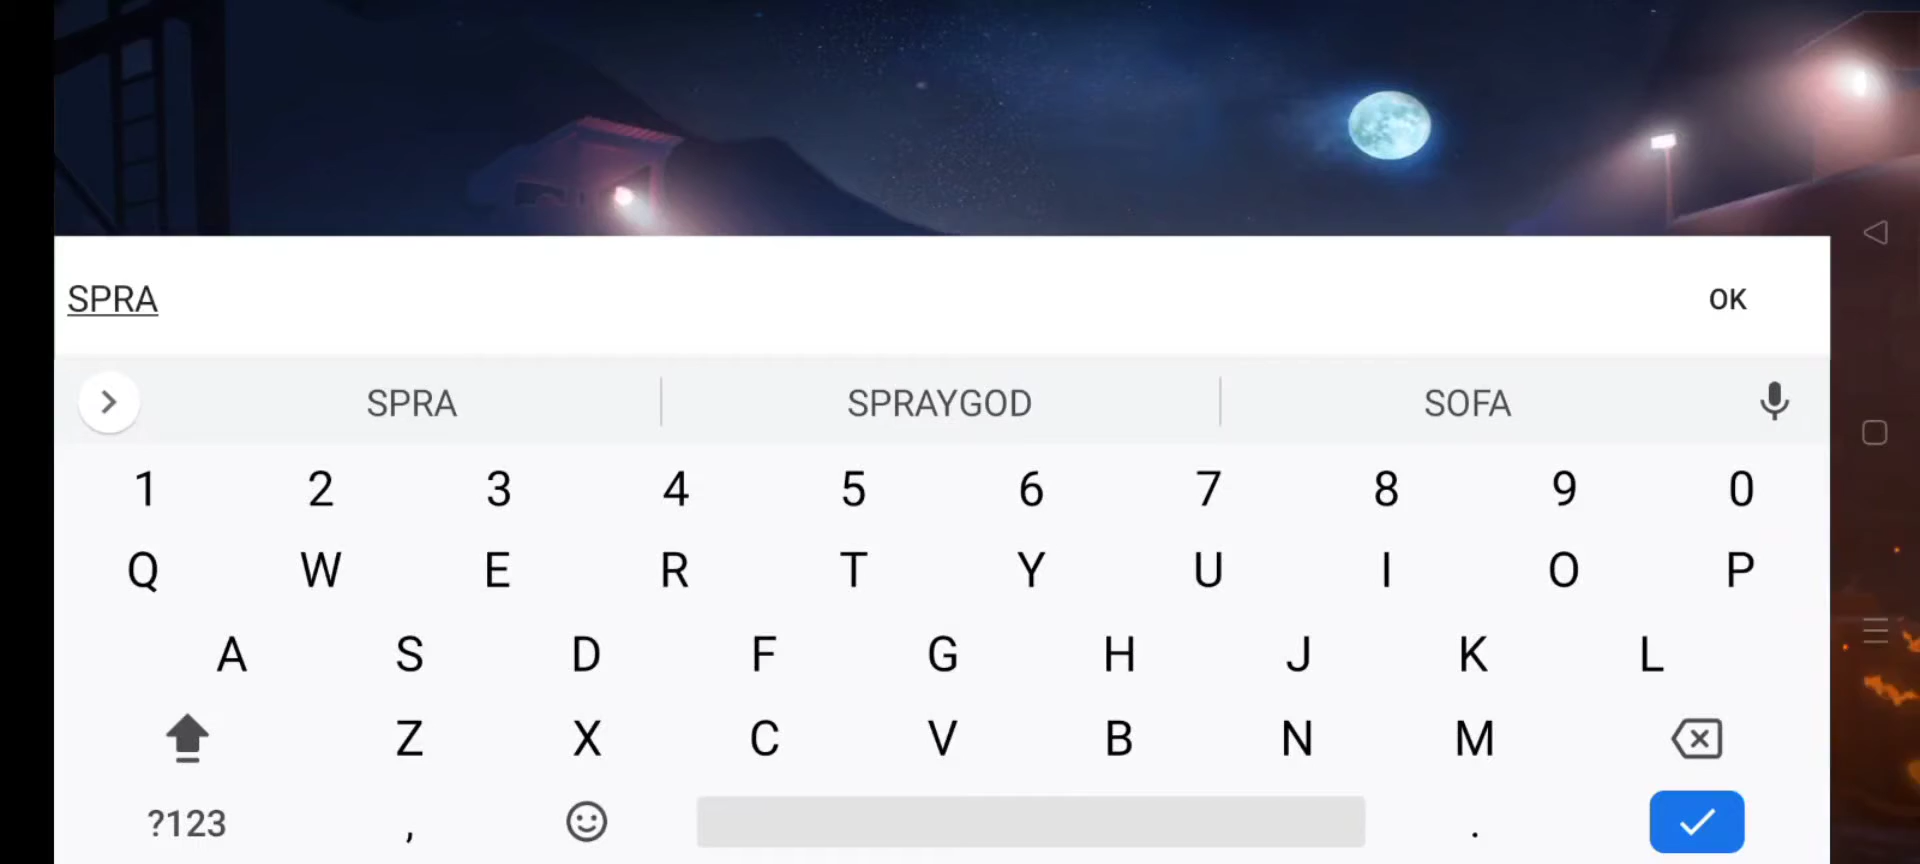 SPRA
OK
SPRA
SPRAYGOD
SOFA
1 2 3 4 5 6 7 8 9 0
Q W E R T Y U I O P
A S D F G H J K L
Z X C V B N M
?123 , .